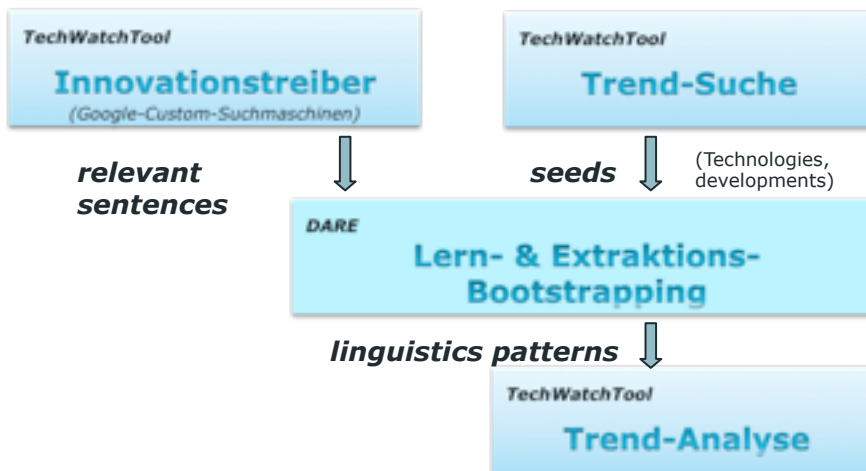 TechWatchTool
Innovationstreiber
(Google-Custom-Suchmaschinen)
TechWatchTool
Trend-Suche
relevant
sentences
seeds
(Technologies,
developments)
DARE
Lern- & Extraktions-
Bootstrapping
linguistics patterns
TechWatchTool
Trend-Analyse